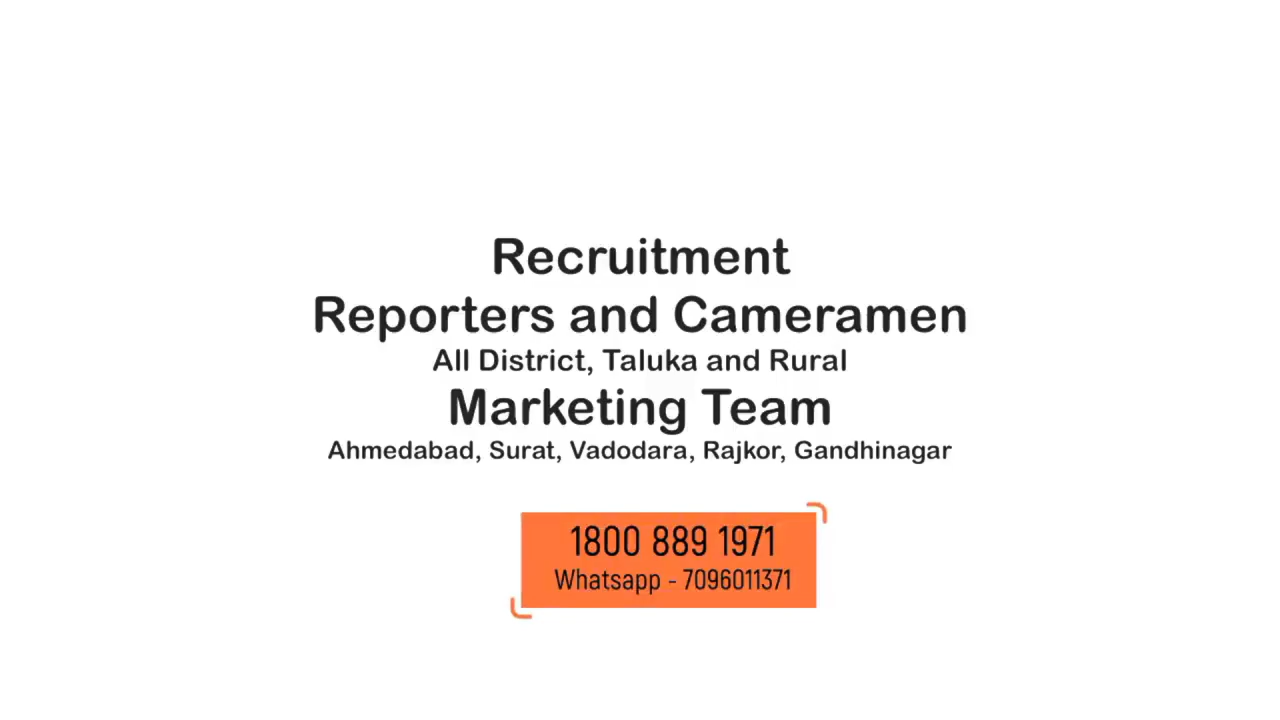 Recruitment
Reporters and Cameramen
All District, Taluka and Rural
Marketing Team
Ahmedabad, Surat, Vadodara, Rajkor, Gandhinagar
1800 889 1971
Whatsapp - 7096011371